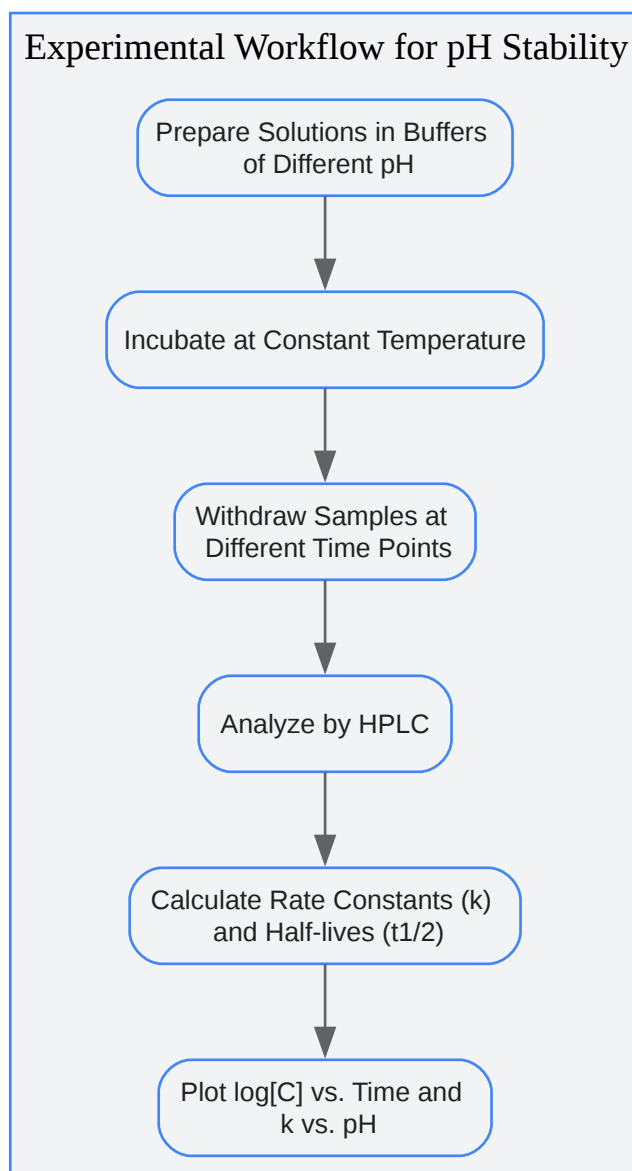 Experimental Workflow for pH Stability
Prepare Solutions in Buffers
of Different pH
Incubate at Constant Temperature
Withdraw Samples at
Different Time Points
Analyze by HPLC
Calculate Rate Constants (k)
and Half-lives (t1/2)
Plot log[C] vs. Time and
k vs. pH